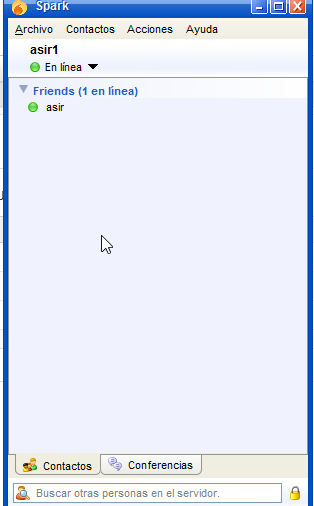 Spark
Archivo Contactos Acciones Ayuda
asir1
En línea
Friends (1 en línea)
asir
Contactos Conferencias
Buscar otras personas en el servidor.